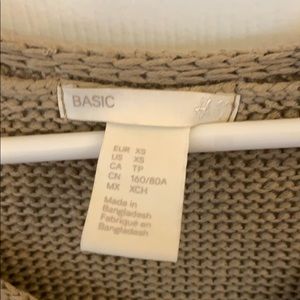 BASIC
EUR XS
US XS
CA TP
CN 160/80A
MX XCH
Made in
Bangladesh
Fabriqué en
Bangladesh